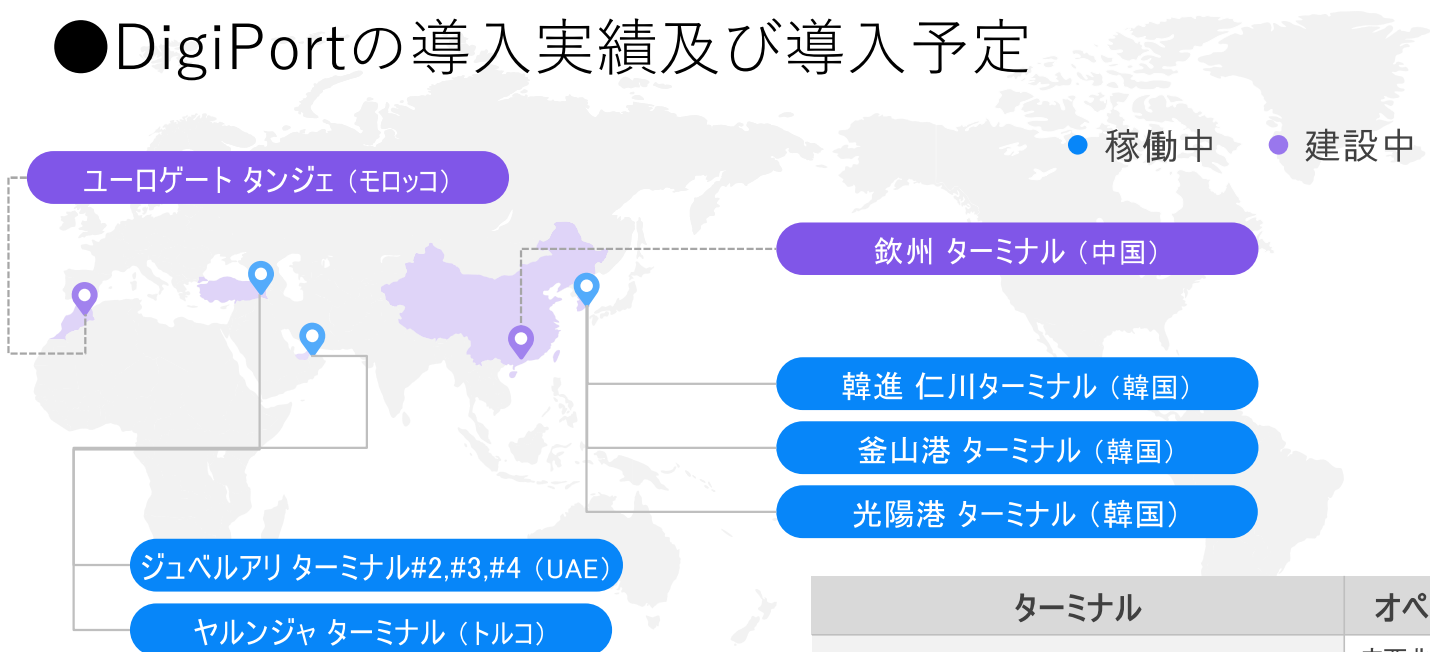 ●DigiPortの導入実績及び導入予定
● 稼働中 ● 建設中
ユーロゲート タンジェ（モロッコ）
欽州 ターミナル（中国）
韓進 仁川ターミナル（韓国）
釜山港 ターミナル（韓国）
光陽港 ターミナル（韓国）
ジュベルアリ ターミナル#2,#3,#4（UAE）
ヤルンジャ ターミナル（トルコ）
ターミナル オペ